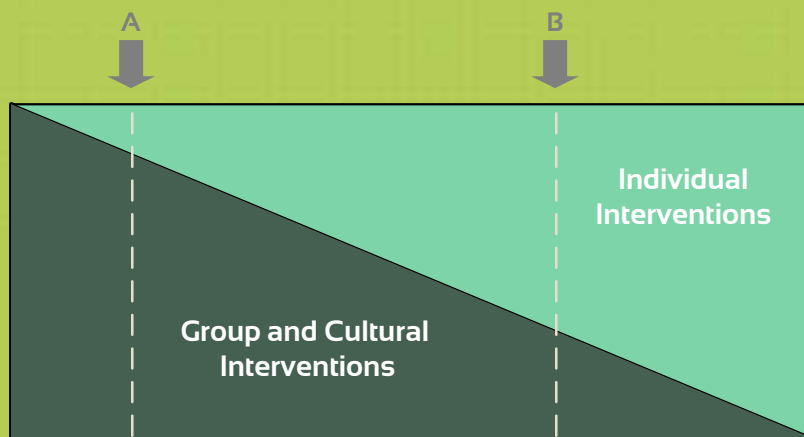 A
B
Individual
Interventions
Group and Cultural
Interventions